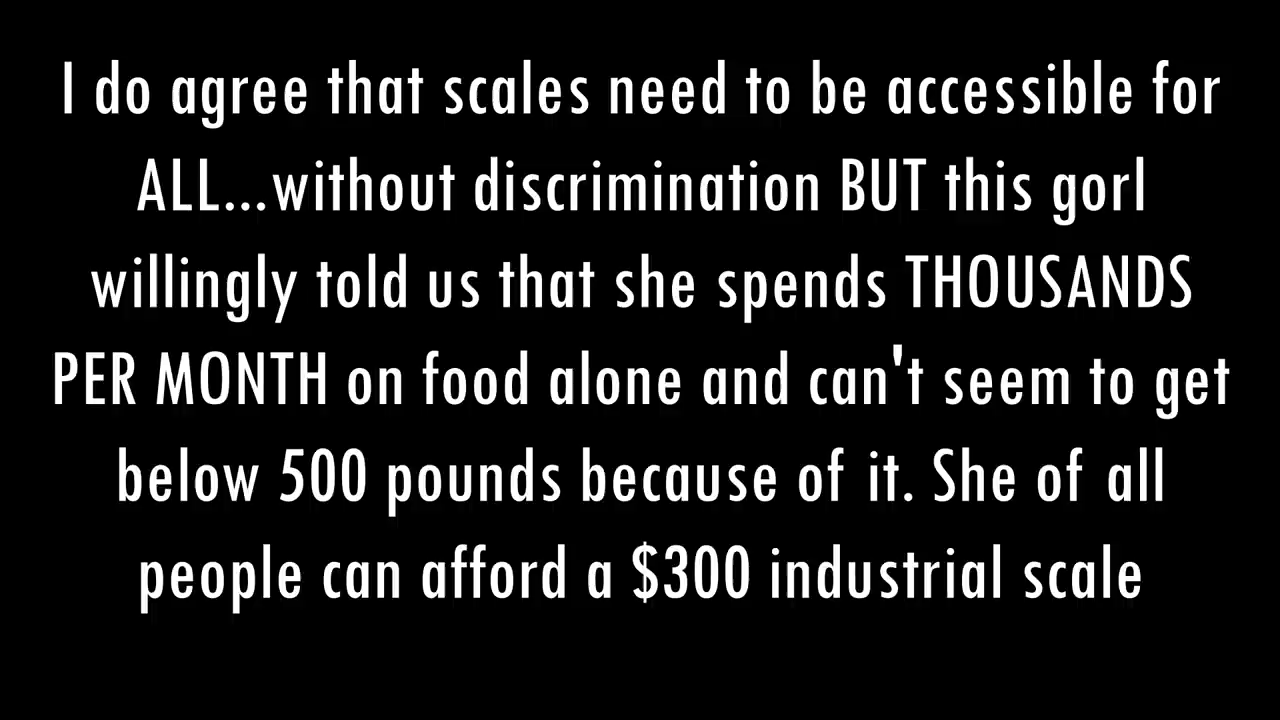 I do agree that scales need to be accessible for
ALL...without discrimination BUT this gorl
willingly told us that she spends THOUSANDS
PER MONTH on food alone and can't seem to get
below 500 pounds because of it. She of all
people can afford a $300 industrial scale